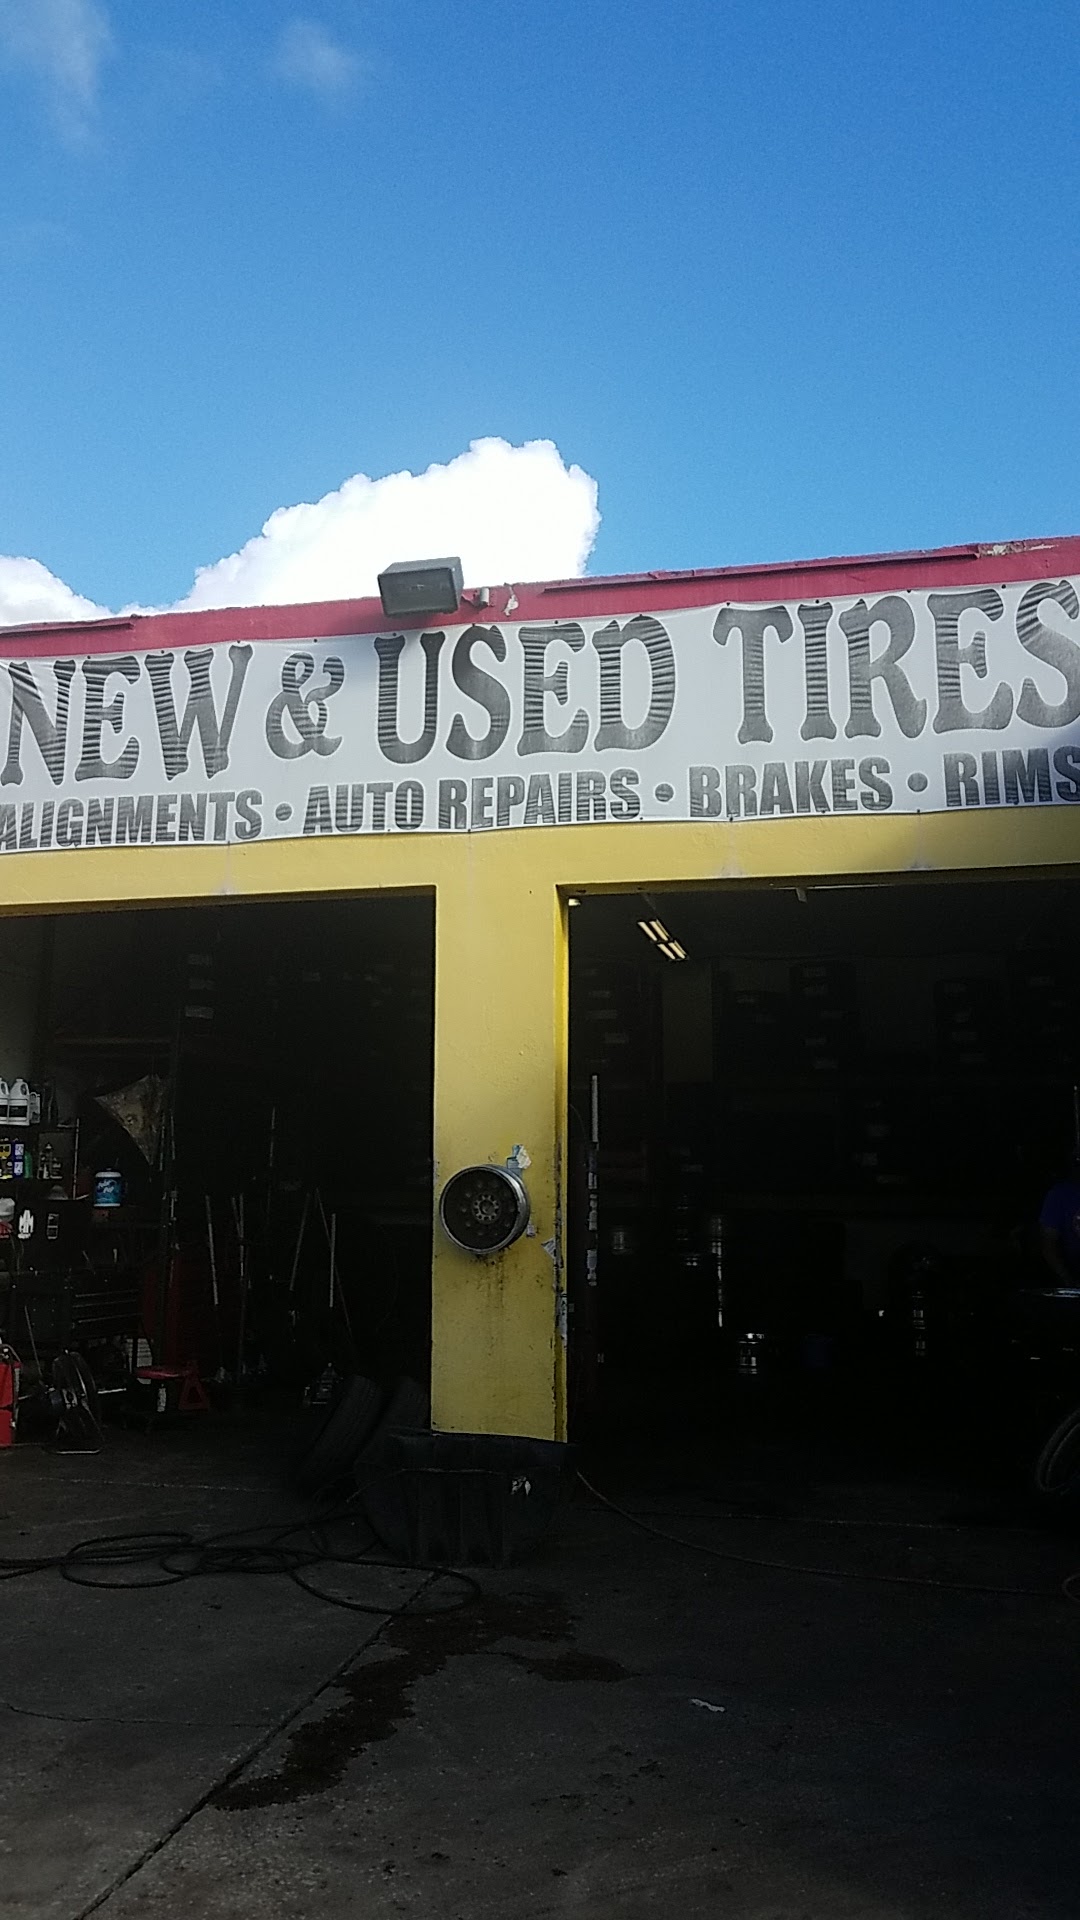 NEW & USED TIRES
ALIGNMENTS • AUTO REPAIRS • BRAKES • RIMS